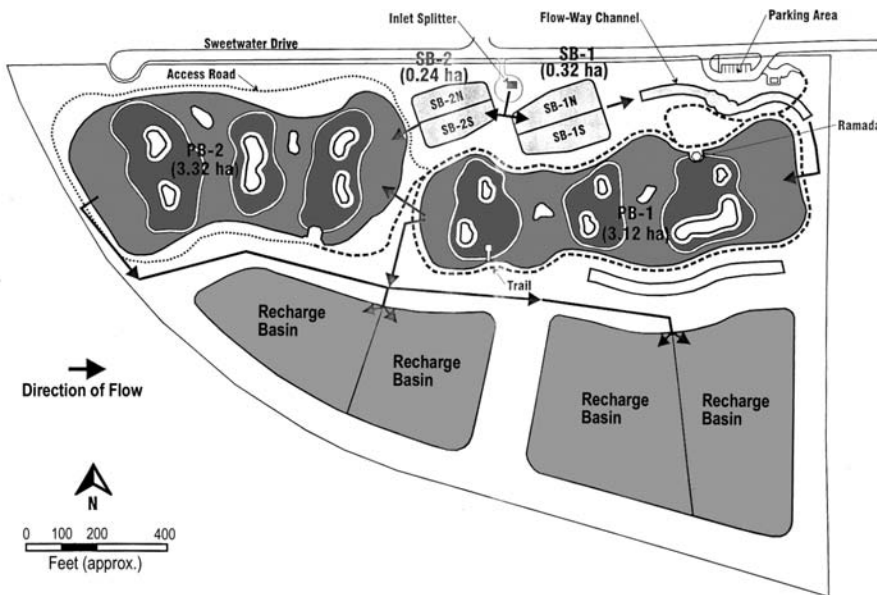 Inlet Splitter
Flow-Way Channel
Parking Area
Sweetwater Drive
SB-2
(0.24 ha)
SB-1
(0.32 ha)
Access Road
SB-2N
SB-2S
SB-1N
SB-1S
Ramada
PB-2
(3.32 ha)
PB-1
(3.12 ha)
Trail
Recharge
Basin
Recharge
Basin
Recharge
Basin
Recharge
Basin
Direction of Flow
N
0 100 200 400
Feet (approx.)